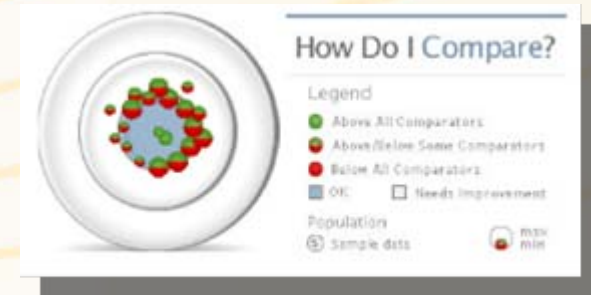 How Do I Compare?
Legend
Above All Comparators
Above/Below Some Comparators
Below All Comparators
OK
Needs Improvement
Population
Sample data
max
min